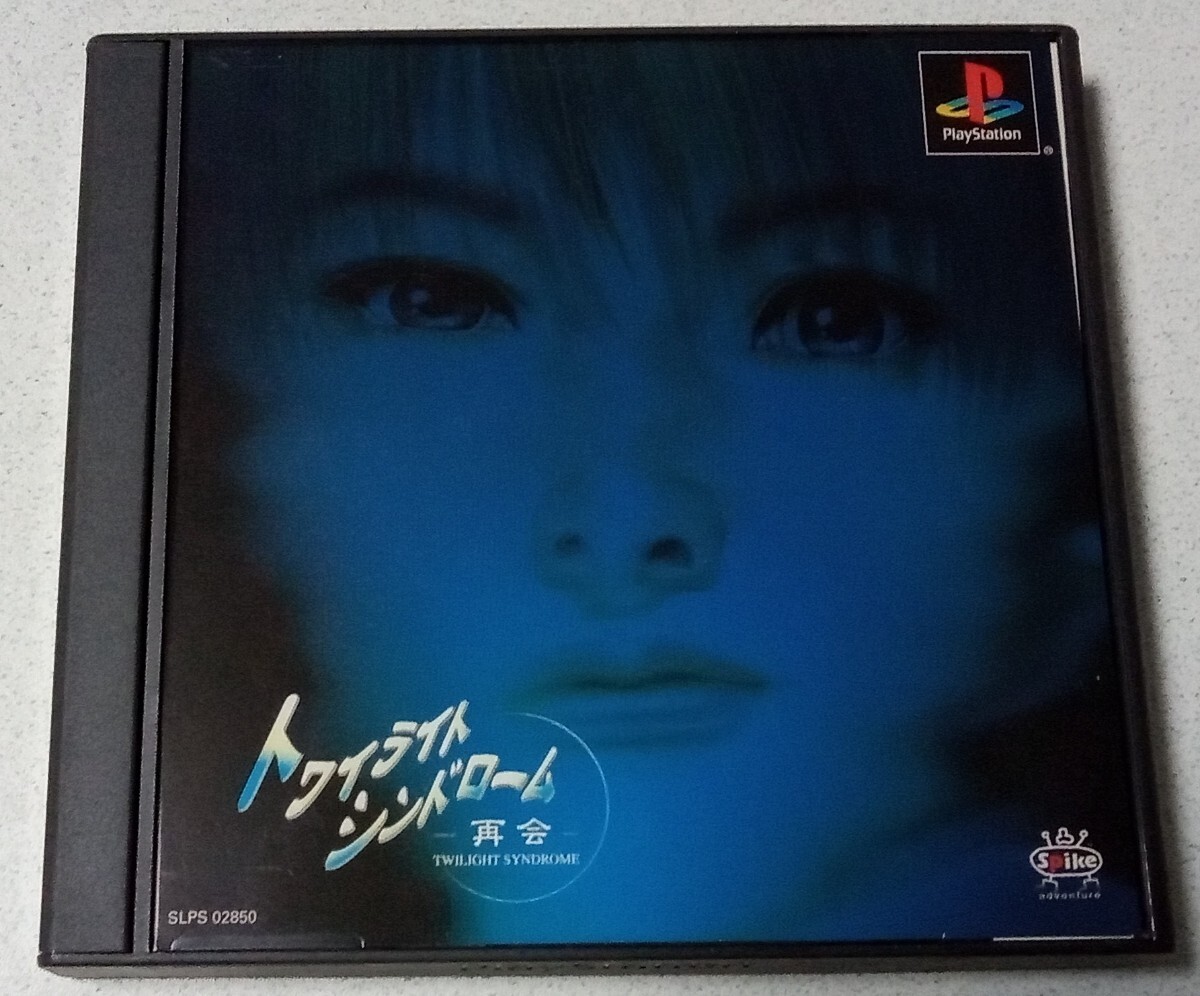 PlayStation
®
トワイライト
シンドローム
再会
TWILIGHT SYNDROME
Spike
adventure
SLPS 02850